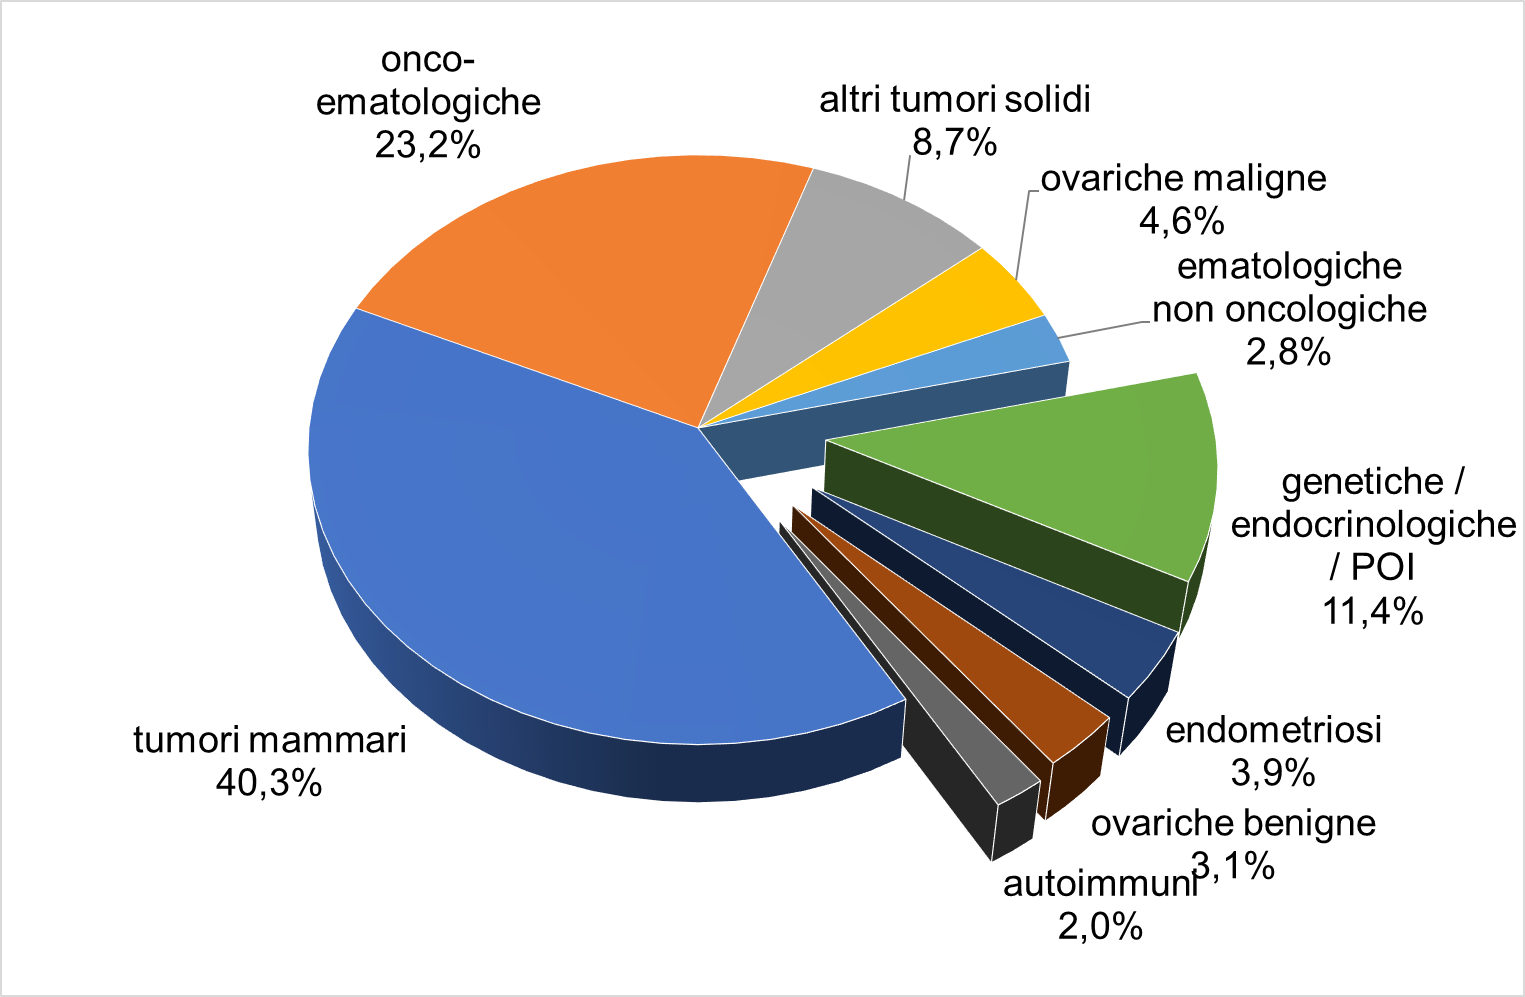 onco-
ematologiche
23,2%
altri tumori solidi
8,7%
ovariche maligne
4,6%
ematologiche
non oncologiche
2,8%
genetiche /
endocrinologiche
/ POI
11,4%
endometriosi
3,9%
ovariche benigne
3,1%
autoimmuni
2,0%
tumori mammari
40,3%